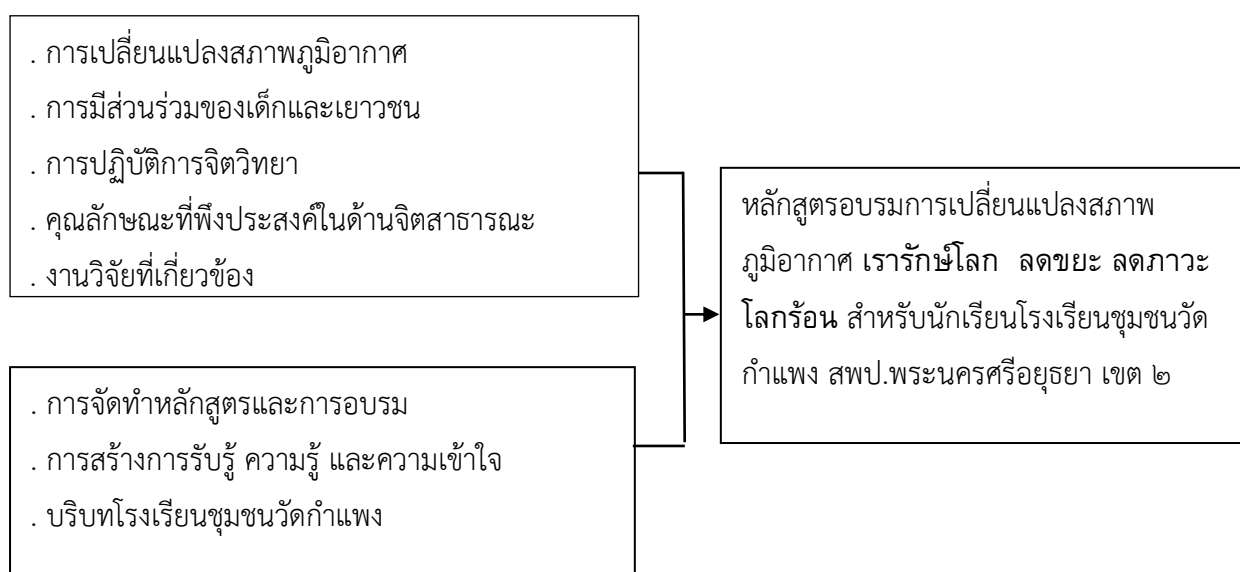 . การเปลี่ยนแปลงสภาพภูมิอากาศ
. การมีส่วนร่วมของเด็กและเยาวชน
. การปฏิบัติการจิตวิทยา
. คุณลักษณะที่พึงประสงค์ในด้านจิตสาธารณะ
. งานวิจัยที่เกี่ยวข้อง
. การจัดทำหลักสูตรและการอบรม
. การสร้างการรับรู้ ความรู้ และความเข้าใจ
. บริบทโรงเรียนชุมชนวัดกำแพง
หลักสูตรอบรมการเปลี่ยนแปลงสภาพ
ภูมิอากาศ เรารักษ์โลก ลดขยะ ลดภาวะ
โลกร้อน สำหรับนักเรียนโรงเรียนชุมชนวัด
กำแพง สพป.พระนครศรีอยุธยา เขต ๒